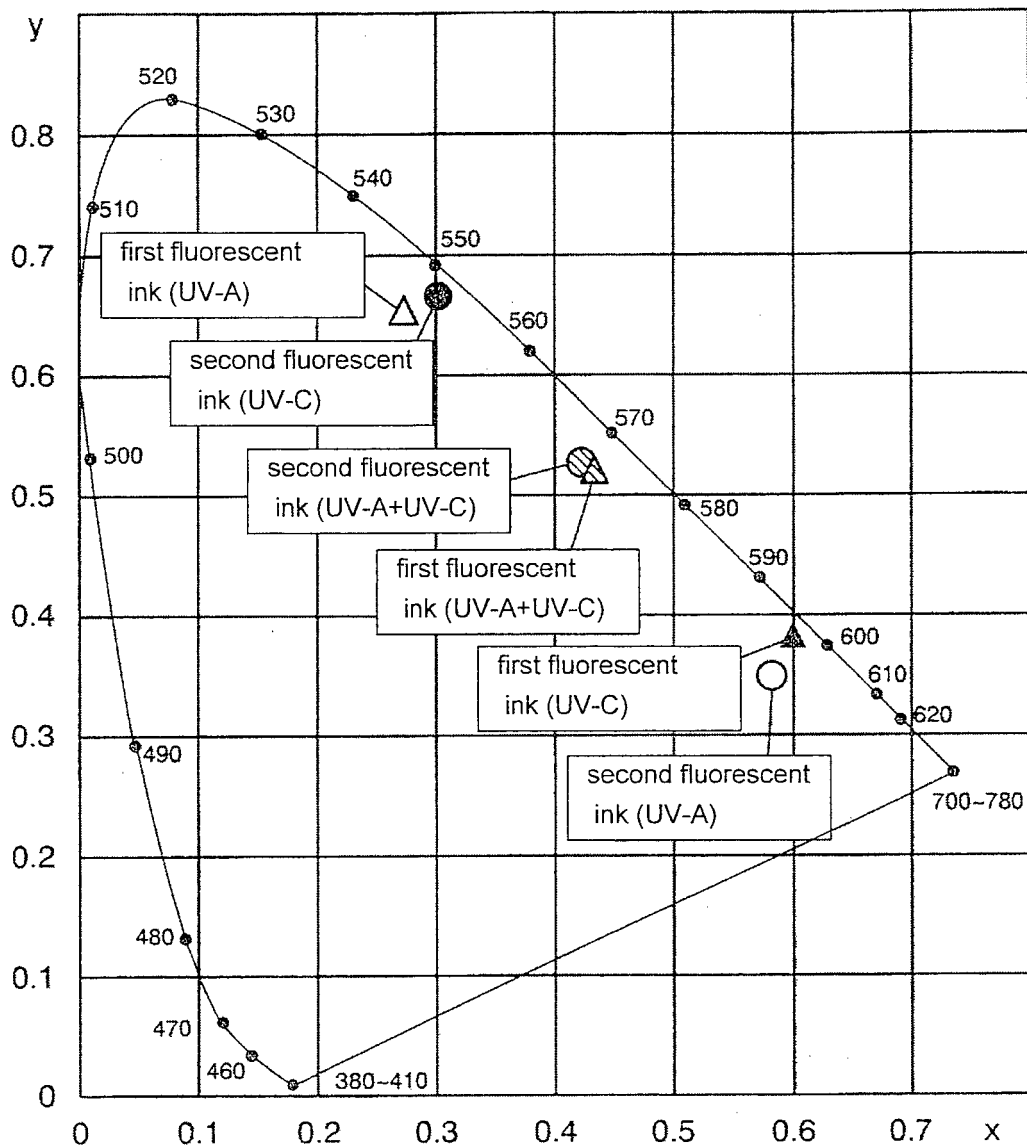 y
520
530
0.8
540
510
550
first fluorescent
ink (UV-A)
0.7
560
second fluorescent
ink (UV-C)
0.6
570
500
second fluorescent
ink (UV-A+UV-C)
0.5
580
first fluorescent
ink (UV-A+UV-C)
590
0.4
600
first fluorescent
ink (UV-C)
610
620
0.3
490
second fluorescent
ink (UV-A)
700~780
0.2
480
0.1
470
460
380~410
0
0 0.1 0.2 0.3 0.4 0.5 0.6 0.7 x